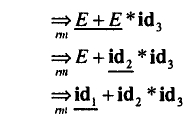 ⇒rm E + E * id3
⇒rm E + id2 * id3
⇒rm id1 + id2 * id3